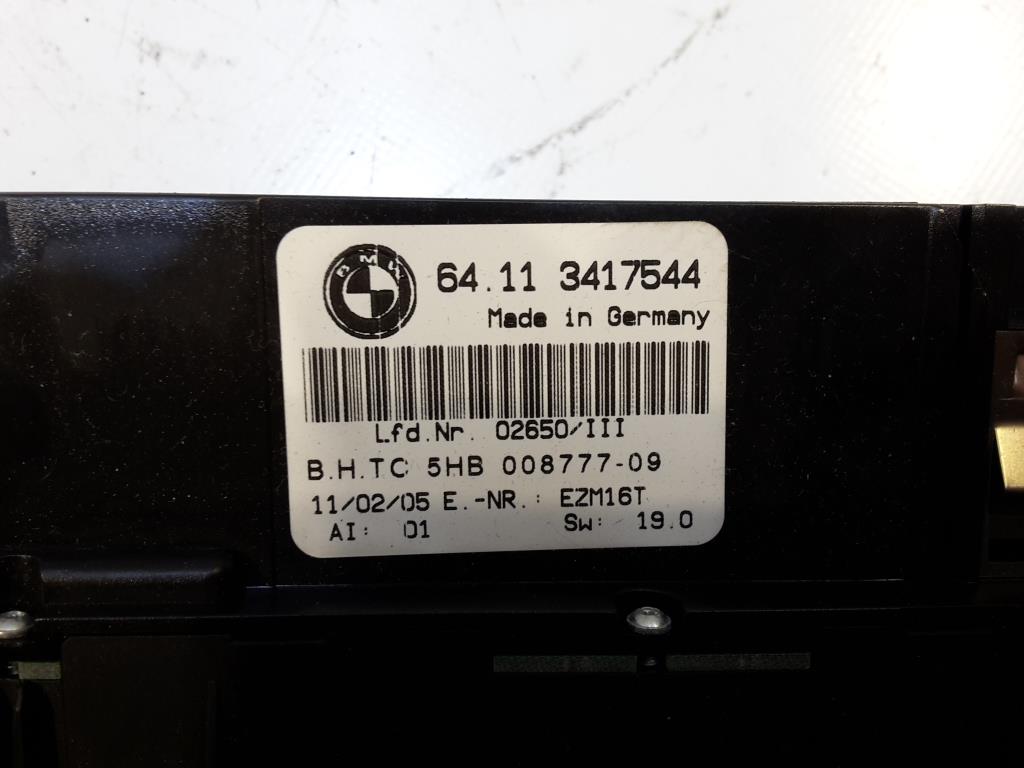 BMW
64.11 3417544
Made in Germany
Lfd.Nr. 02650/III
B.H.TC 5HB 008777-09
11/02/05 E.-NR.: EZM16T
AI: 01 Sw: 19.0